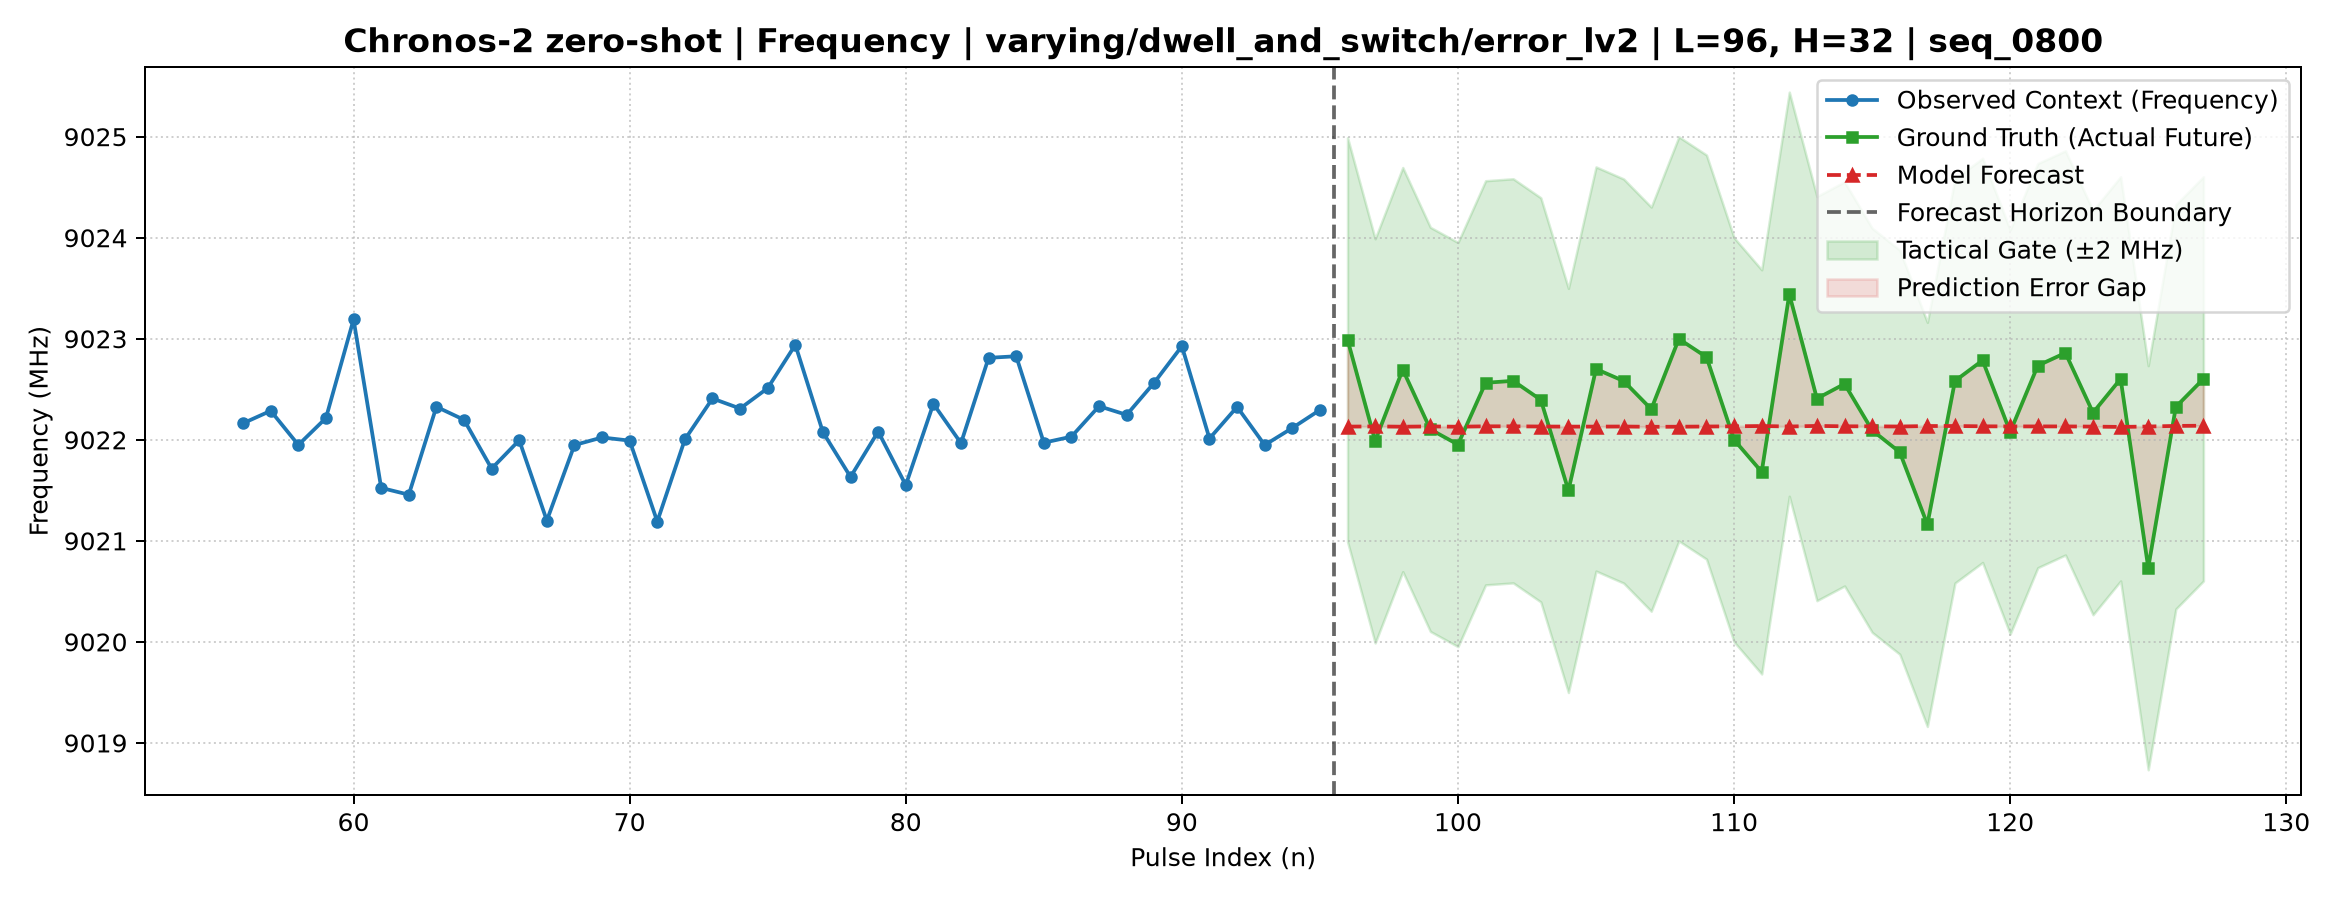 Chronos-2 zero-shot | Frequency | varying/dwell_and_switch/error_lv2 | L=96, H=32 | seq_0800
Observed Context (Frequency)
Ground Truth (Actual Future)
Model Forecast
Forecast Horizon Boundary
Tactical Gate (±2 MHz)
Prediction Error Gap
Frequency (MHz)
9025
9024
9023
9022
9021
9020
9019
60 70 80 90 100 110 120 130
Pulse Index (n)